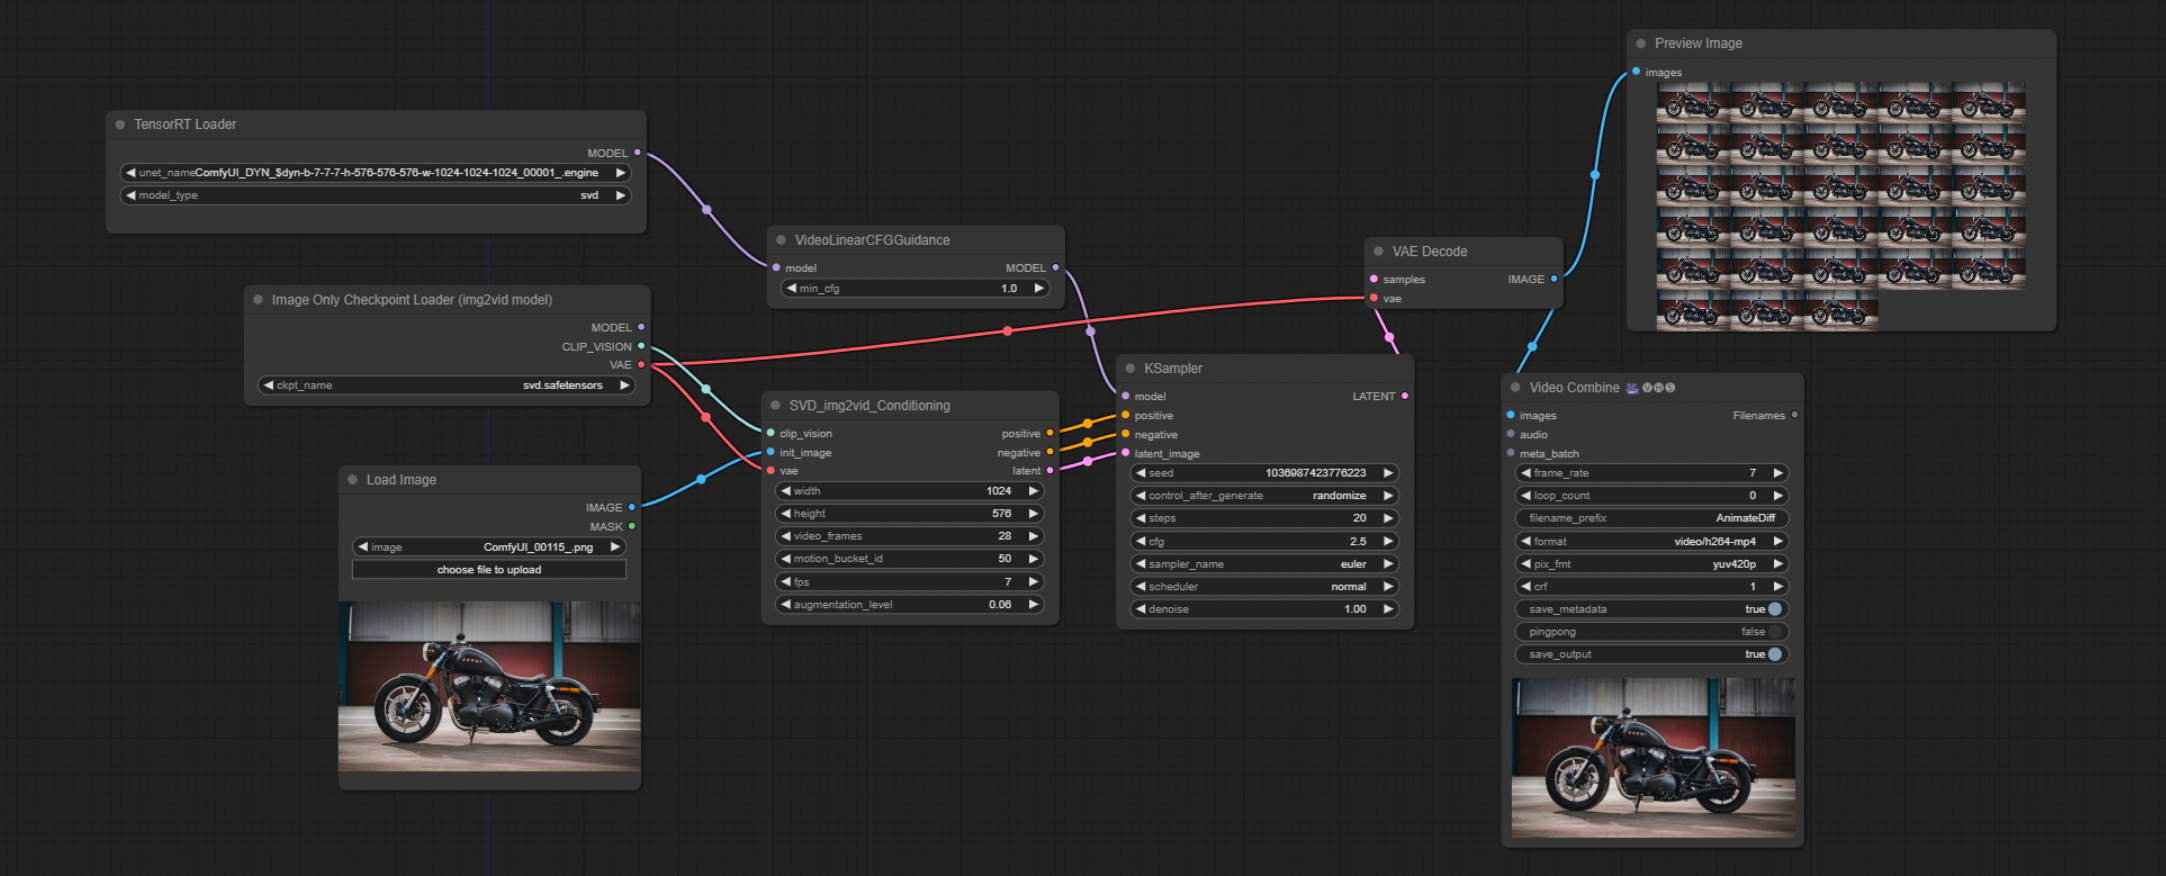 TensorRT Loader
MODEL
unet_name ComfyUI_DYN_$dyn-b-7-7-7-h-576-576-576-w-1024-1024-1024_00001_.engine
model_type svd
Image Only Checkpoint Loader (img2vid model)
MODEL
CLIP_VISION
VAE
ckpt_name svd.safetensors
Load Image
IMAGE
MASK
image ComfyUI_00115_.png
choose file to upload
VideoLinearCFGGuidance
model MODEL
min_cfg 1.0
SVD_img2vid_Conditioning
clip_vision positive
init_image negative
vae latent
width 1024
height 576
video_frames 28
motion_bucket_id 50
fps 7
augmentation_level 0.06
KSampler
model LATENT
positive
negative
latent_image
seed 1036987423776223
control_after_generate randomize
steps 20
cfg 2.5
sampler_name euler
scheduler normal
denoise 1.00
VAE Decode
samples IMAGE
vae
Preview Image
images
Video Combine 🎥🅥🅗🅢
images Filenames
audio
meta_batch
frame_rate 7
loop_count 0
filename_prefix AnimateDiff
format video/h264-mp4
pix_fmt yuv420p
crf 1
save_metadata true
pingpong false
save_output true